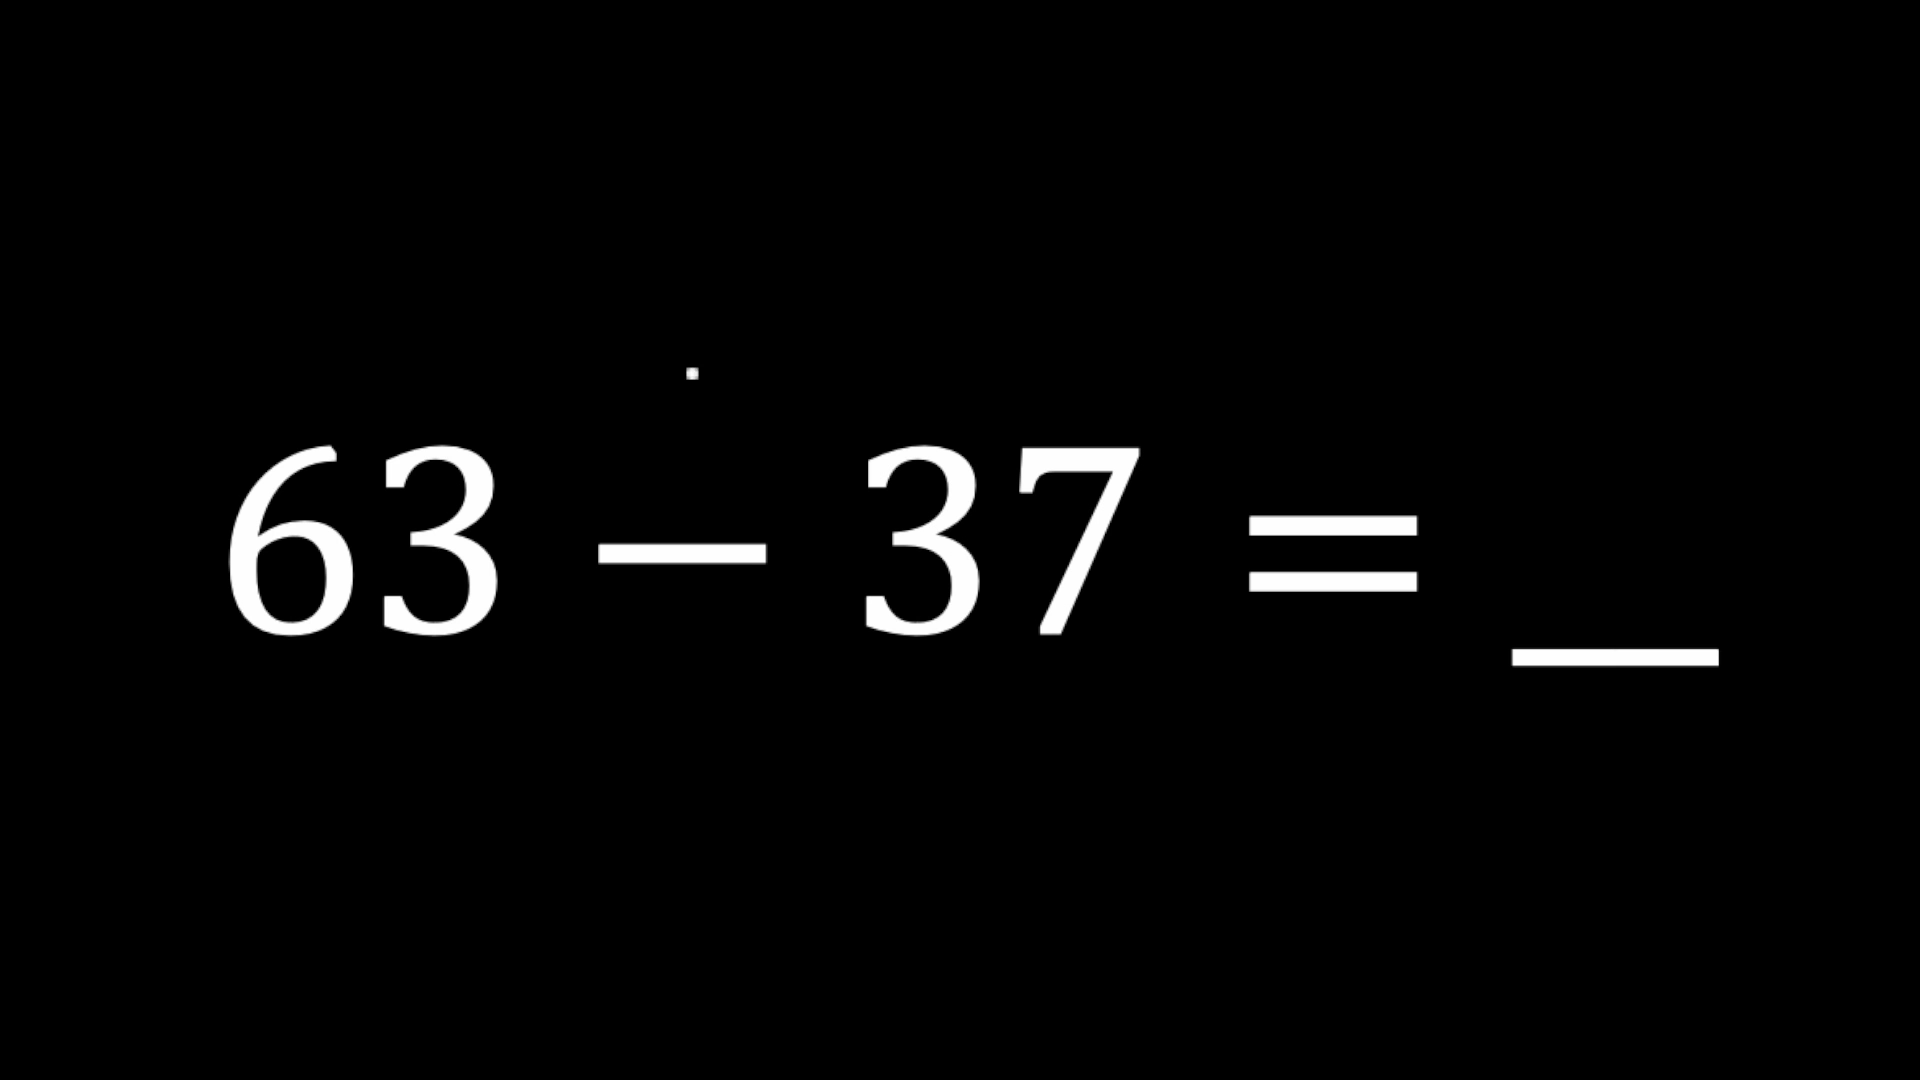 63 − 37 = _